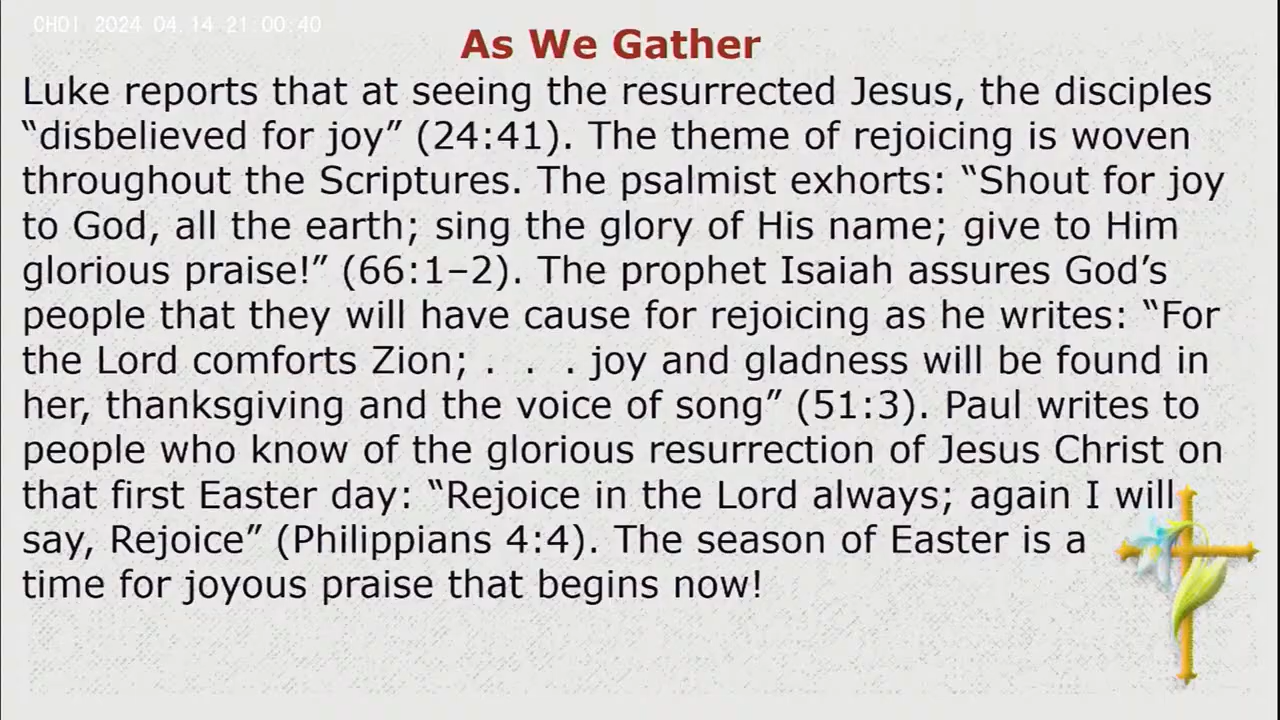 CH01 2024 04.14 21:00:40
As We Gather
Luke reports that at seeing the resurrected Jesus, the disciples
“disbelieved for joy” (24:41). The theme of rejoicing is woven
throughout the Scriptures. The psalmist exhorts: “Shout for joy
to God, all the earth; sing the glory of His name; give to Him
glorious praise!” (66:1–2). The prophet Isaiah assures God’s
people that they will have cause for rejoicing as he writes: “For
the Lord comforts Zion; . . . joy and gladness will be found in
her, thanksgiving and the voice of song” (51:3). Paul writes to
people who know of the glorious resurrection of Jesus Christ on
that first Easter day: “Rejoice in the Lord always; again I will
say, Rejoice” (Philippians 4:4). The season of Easter is a
time for joyous praise that begins now!